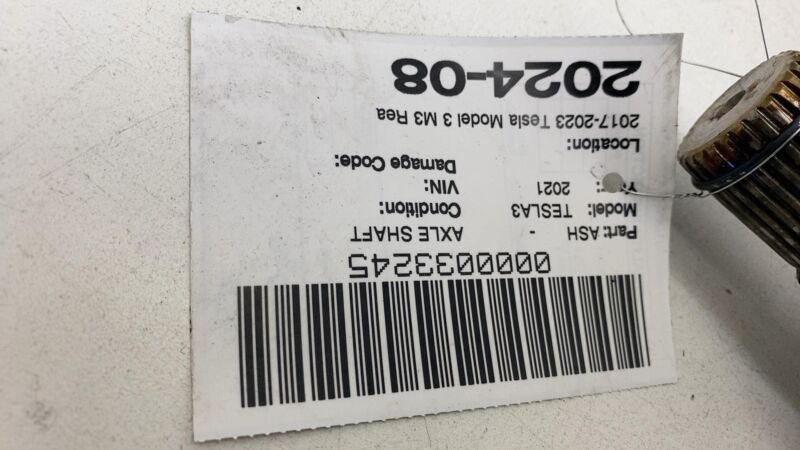 0000033245
Part: ASH - AXLE SHAFT
Model: TESLA3 Condition:
2021 VIN:
Damage Code:
Location:
2017-2023 Tesla Model 3 M3 Rea
2024-08